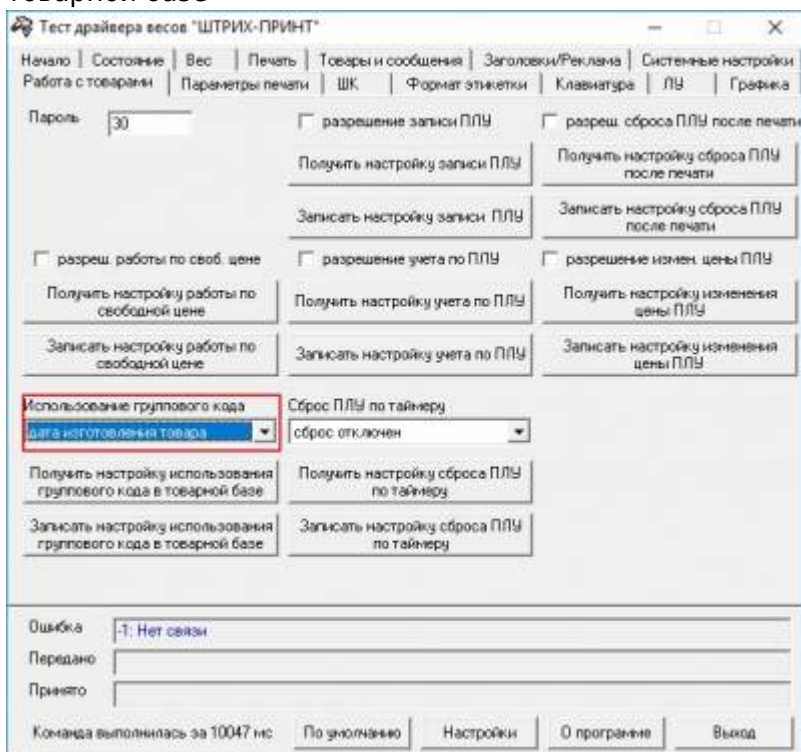 товарной базе
Тест драйвера весов "ШТРИХ-ПРИНТ"
Начало Состояние Вес Печать Товары и сообщения Заголовки/Реклама Системные настройки
Работа с товарами Параметры печати ШК Формат этикетки Клавиатура ЛУ Графика
Пароль 30 разрешение записи ПЛУ разреш. сброса ПЛУ после печати
Получить настройку записи ПЛУ
Получить настройку сброса ПЛУ
после печати
Записать настройку записи ПЛУ
Записать настройку сброса ПЛУ
после печати
разреш. работы по своб. цене разрешение учета по ПЛУ разрешение измен. цены ПЛУ
Получить настройку работы по
свободной цене
Получить настройку учета по ПЛУ
Получить настройку изменения
цены ПЛУ
Записать настройку работы по
свободной цене
Записать настройку учета по ПЛУ
Записать настройку изменения
цены ПЛУ
Использование группового кода Сброс ПЛУ по таймеру
дата изготовления товара сброс отключен
Получить настройку использования
группового кода в товарной базе
Получить настройку сброса ПЛУ
по таймеру
Записать настройку использования
группового кода в товарной базе
Записать настройку сброса ПЛУ
по таймеру
Ошибка -1: Нет связи
Передано
Принято
Команда выполнилась за 10047 мс По умолчанию Настройки О программе Выход